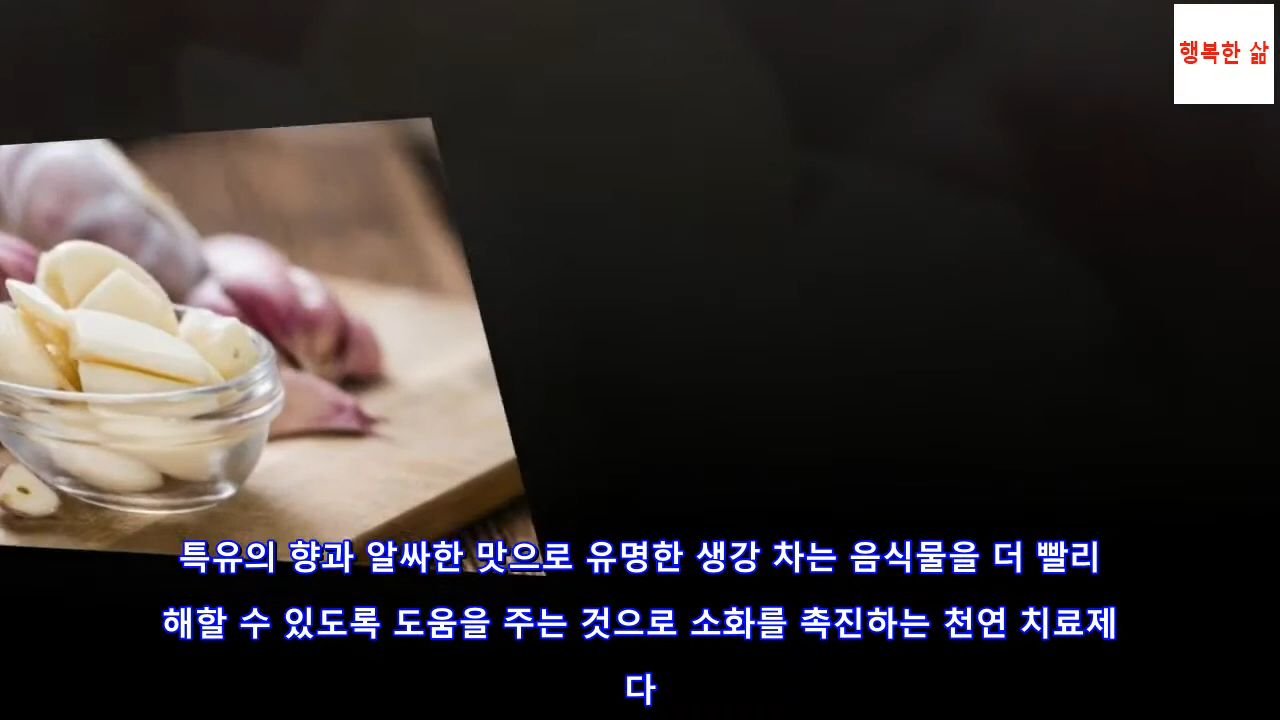 행복한 삶
특유의 향과 알싸한 맛으로 유명한 생강 차는 음식물을 더 빨리
해할 수 있도록 도움을 주는 것으로 소화를 촉진하는 천연 치료제
다